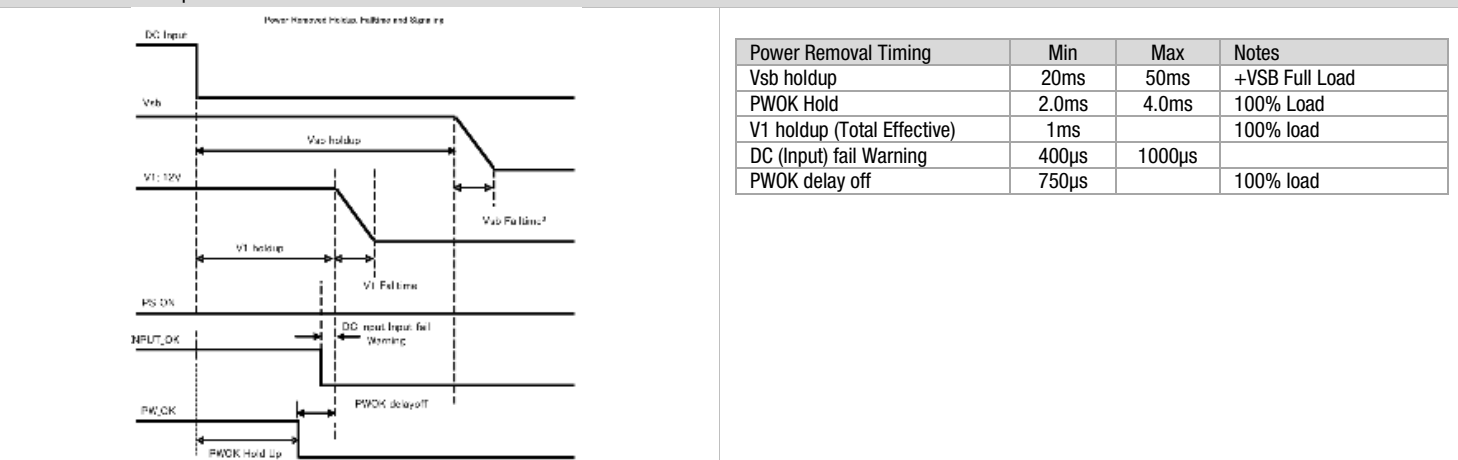 Power Removed Holdup, Falltime and Signaling
DC Input
Vsb
Vsb holdup
V1: 12V
Vsb Falltime²
V1 holdup
V1 Falltime
PS ON
DC Input Input fail
Warning
INPUT_OK
PWOK delayoff
PW_OK
PWOK Hold Up
Power Removal Timing Min Max Notes
Vsb holdup 20ms 50ms +VSB Full Load
PWOK Hold 2.0ms 4.0ms 100% Load
V1 holdup (Total Effective) 1ms 100% load
DC (Input) fail Warning 400µs 1000µs
PWOK delay off 750µs 100% load